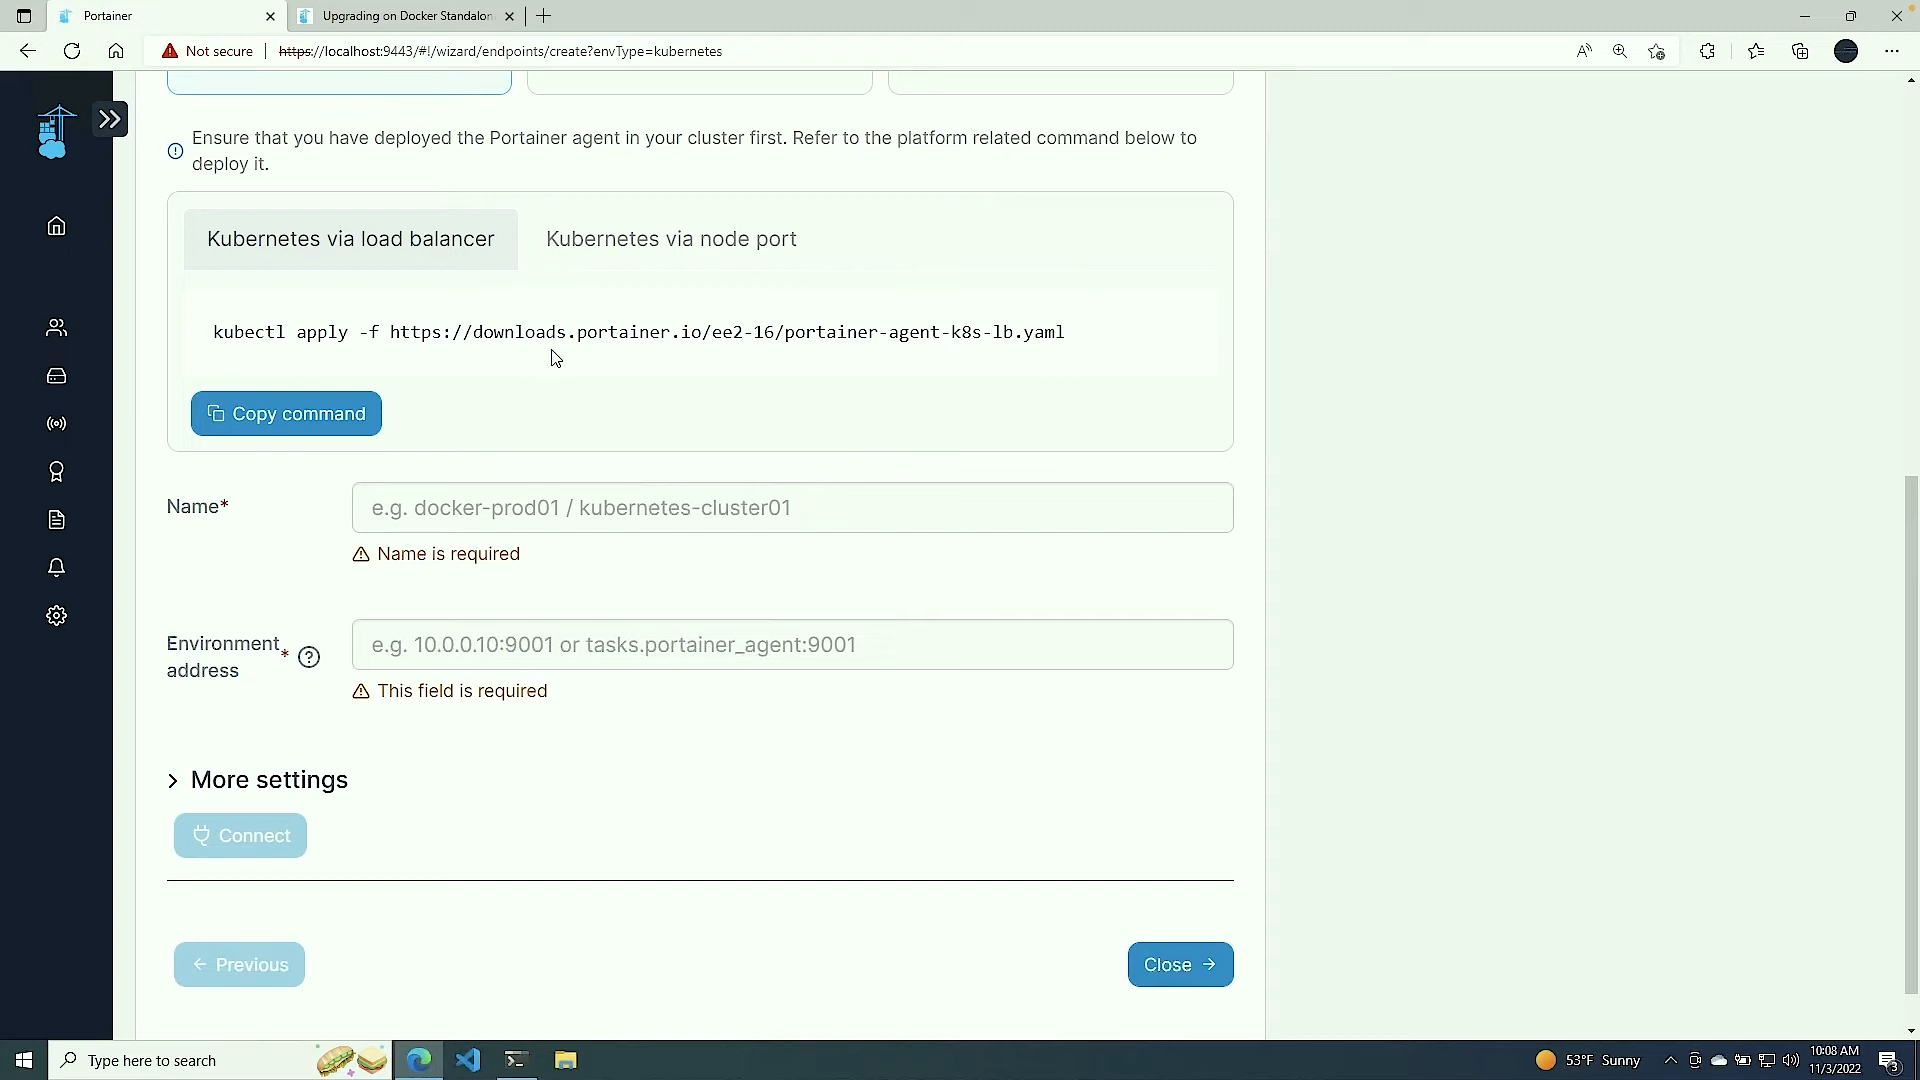 Portainer
Upgrading on Docker Standalon
Not secure
https://localhost:9443/#!/wizard/endpoints/create?envType=kubernetes
Ensure that you have deployed the Portainer agent in your cluster first. Refer to the platform related command below to
deploy it.
Kubernetes via load balancer
Kubernetes via node port
kubectl apply -f https://downloads.portainer.io/ee2-16/portainer-agent-k8s-lb.yaml
Copy command
Name*
e.g. docker-prod01 / kubernetes-cluster01
Name is required
Environment
address
*
e.g. 10.0.0.10:9001 or tasks.portainer_agent:9001
This field is required
More settings
Connect
Previous
Close
Type here to search
53°F Sunny
10:08 AM
11/3/2022
3